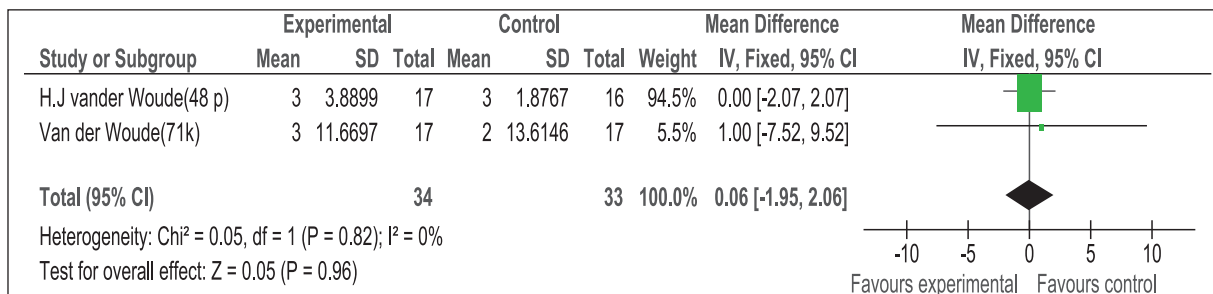 Experimental Control Mean Difference Mean Difference
Study or Subgroup Mean SD Total Mean SD Total Weight IV, Fixed, 95% CI IV, Fixed, 95% CI
H.J vander Woude(48 p) 3 3.8899 17 3 1.8767 16 94.5% 0.00 [-2.07, 2.07]
Van der Woude(71k) 3 11.6697 17 2 13.6146 17 5.5% 1.00 [-7.52, 9.52]
Total (95% CI) 34 33 100.0% 0.06 [-1.95, 2.06]
Heterogeneity: Chi² = 0.05, df = 1 (P = 0.82); I² = 0%
Test for overall effect: Z = 0.05 (P = 0.96)
-10 -5 0 5 10
Favours experimental Favours control